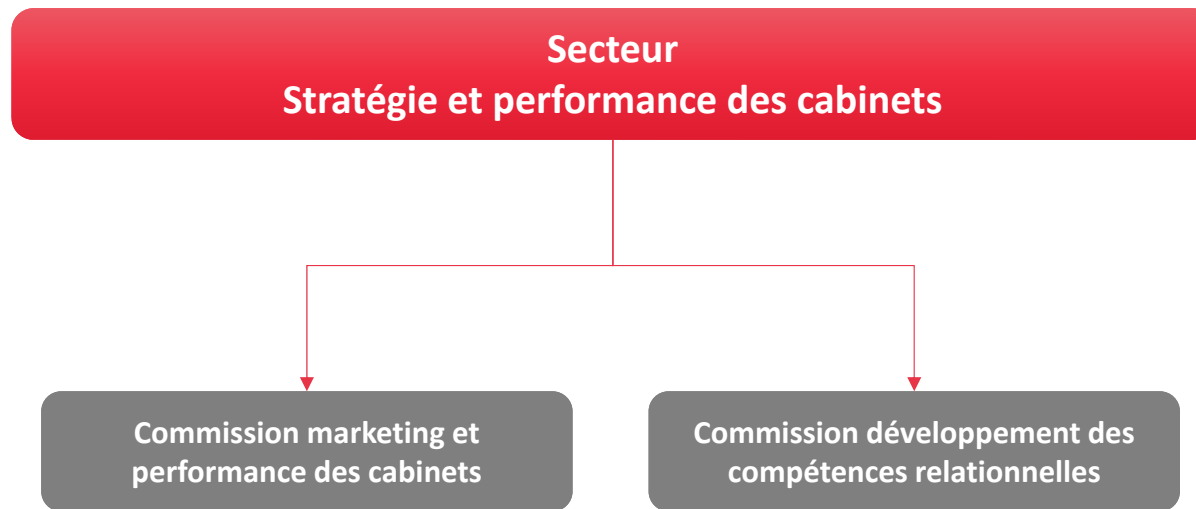 Secteur
Stratégie et performance des cabinets
Commission marketing et
performance des cabinets
Commission développement des
compétences relationnelles